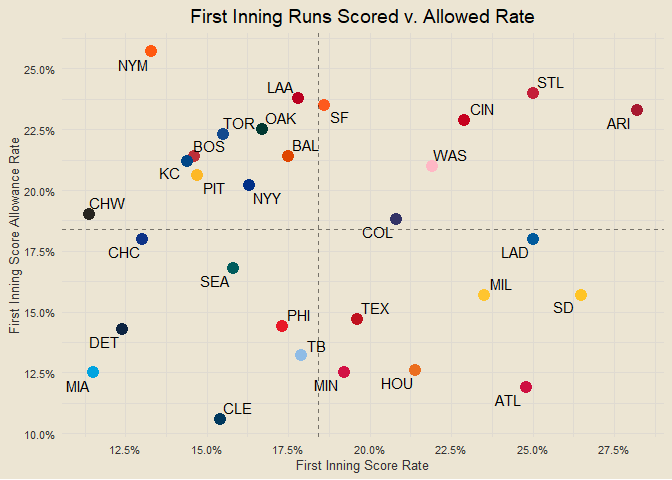 First Inning Runs Scored v. Allowed Rate
NYM
25.0%
LAA
SF
STL
CIN
ARI
22.5%
TOR
OAK
BOS
BAL
WAS
KC
PIT
20.0%
NYY
CHW
COL
CHC
LAD
17.5%
SEA
MIL
SD
15.0%
PHI
TEX
DET
TB
12.5%
MIA
MIN
HOU
ATL
CLE
10.0%
First Inning Score Allowance Rate
12.5% 15.0% 17.5% 20.0% 22.5% 25.0% 27.5%
First Inning Score Rate